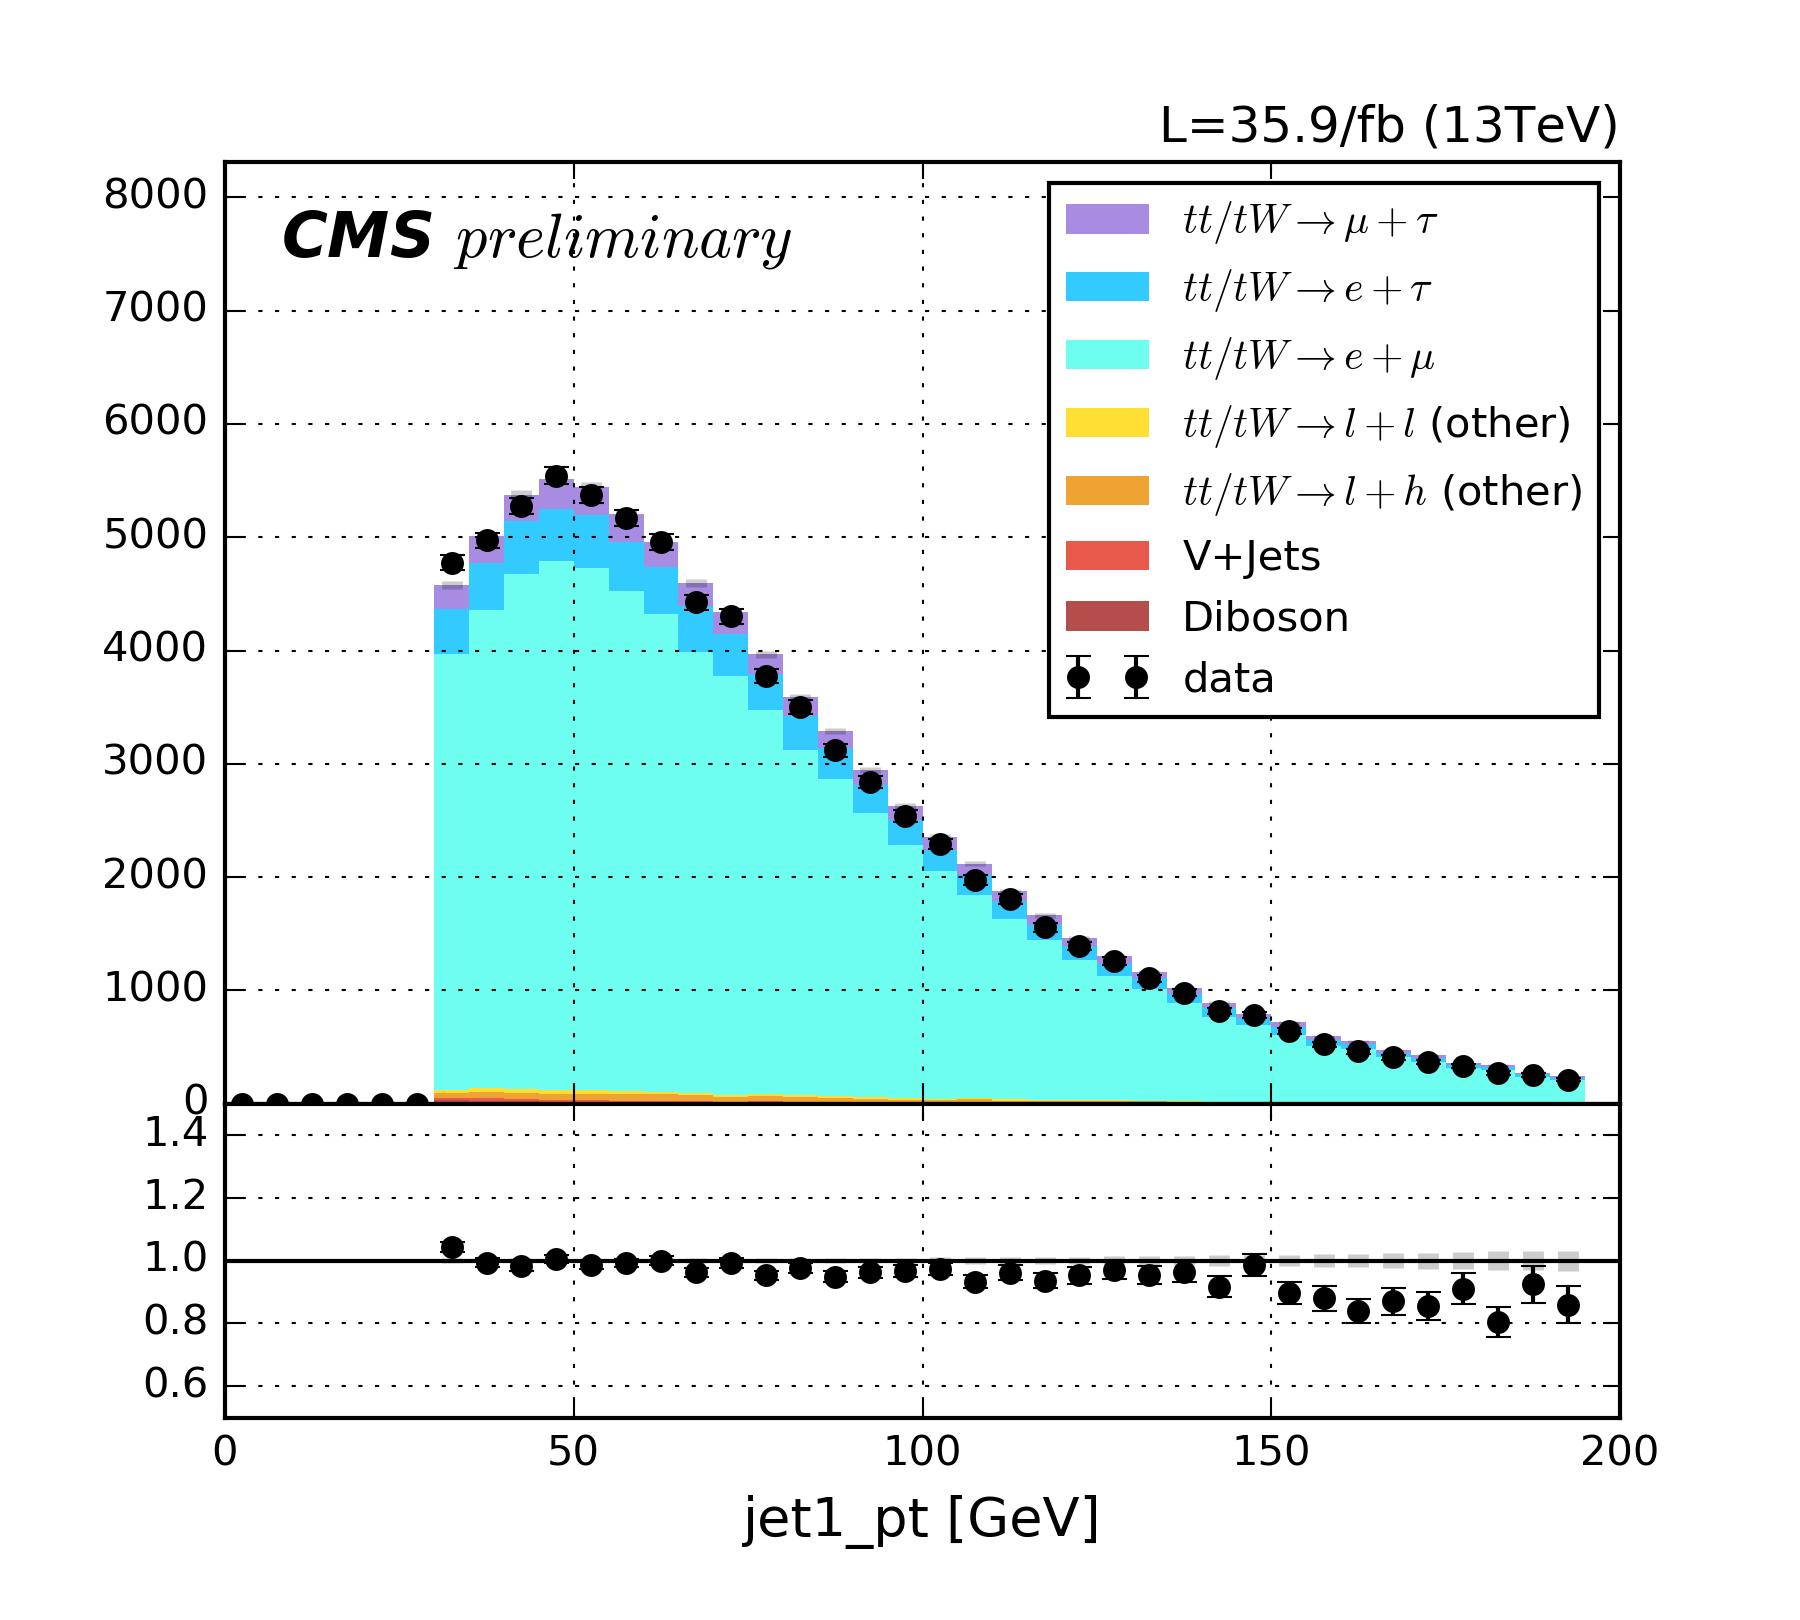 L=35.9/fb (13TeV)
CMS preliminary
8000
7000
6000
5000
4000
3000
2000
1000
0
tt/tW → μ + τ
tt/tW → e + τ
tt/tW → e + μ
tt/tW → l + l (other)
tt/tW → l + h (other)
V+Jets
Diboson
data
1.4
1.2
1.0
0.8
0.6
0 50 100 150 200
jet1_pt [GeV]